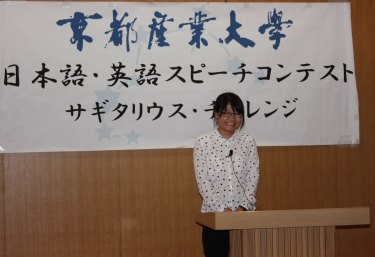 京都産業大学
日本語・英語スピーチコンテスト
サギタリウス・チャレンジ